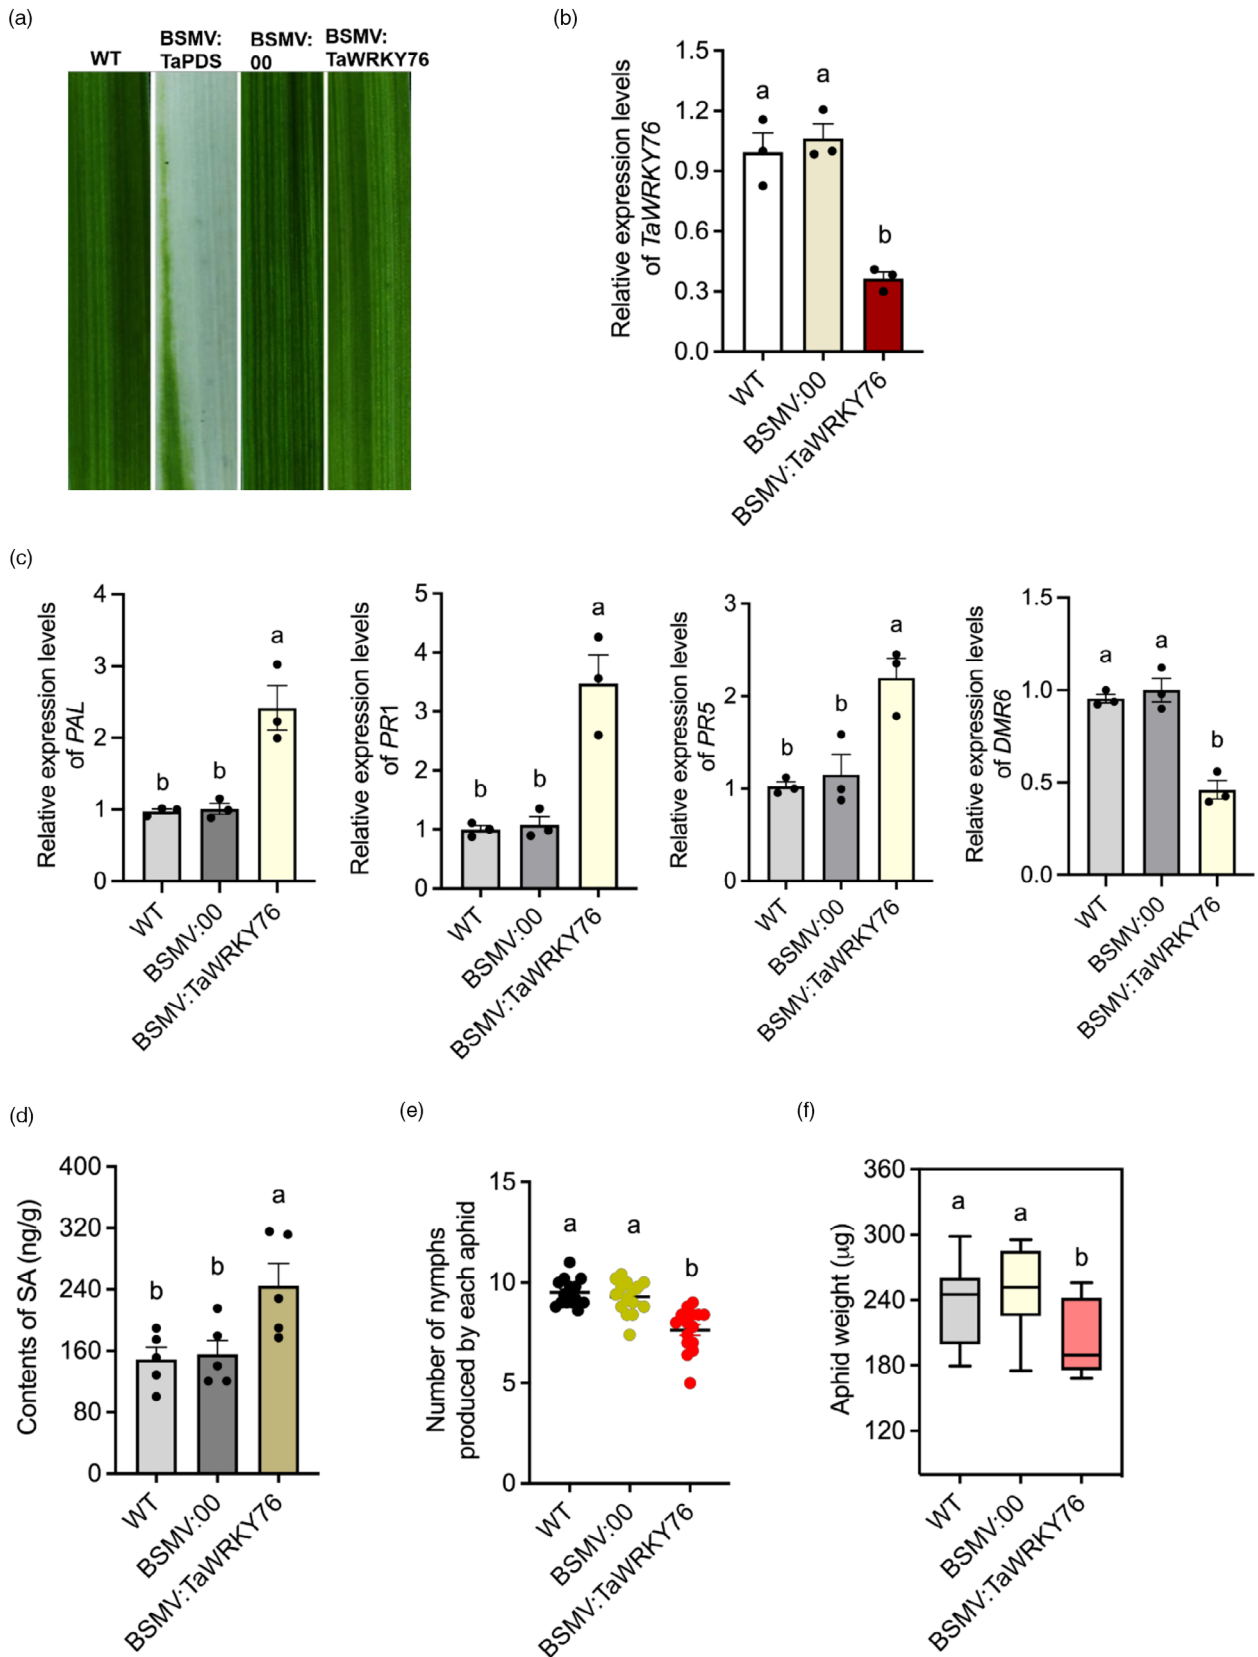 (a)
WT
BSMV:
TaPDS
BSMV:
00
BSMV:
TaWRKY76
(b)
Relative expression levels
of TaWRKY76
1.5
1.2
0.9
0.6
0.3
0.0
a
a
b
WT
BSMV:00
BSMV:TaWRKY76
(c)
Relative expression levels
of PAL
4
3
2
1
0
b
b
a
WT
BSMV:00
BSMV:TaWRKY76
Relative expression levels
of PR1
5
4
3
2
1
0
b
b
a
WT
BSMV:00
BSMV:TaWRKY76
Relative expression levels
of PR5
3
2
1
0
b
b
a
WT
BSMV:00
BSMV:TaWRKY76
Relative expression levels
of DMR6
1.5
1.0
0.5
0.0
a
a
b
WT
BSMV:00
BSMV:TaWRKY76
(d)
Contents of SA (ng/g)
400
320
240
160
80
0
b
b
a
WT
BSMV:00
BSMV:TaWRKY76
(e)
Number of nymphs
produced by each aphid
15
10
5
0
a
a
b
WT
BSMV:00
BSMV:TaWRKY76
(f)
Aphid weight (μg)
360
300
240
180
120
a
a
b
WT
BSMV:00
BSMV:TaWRKY76